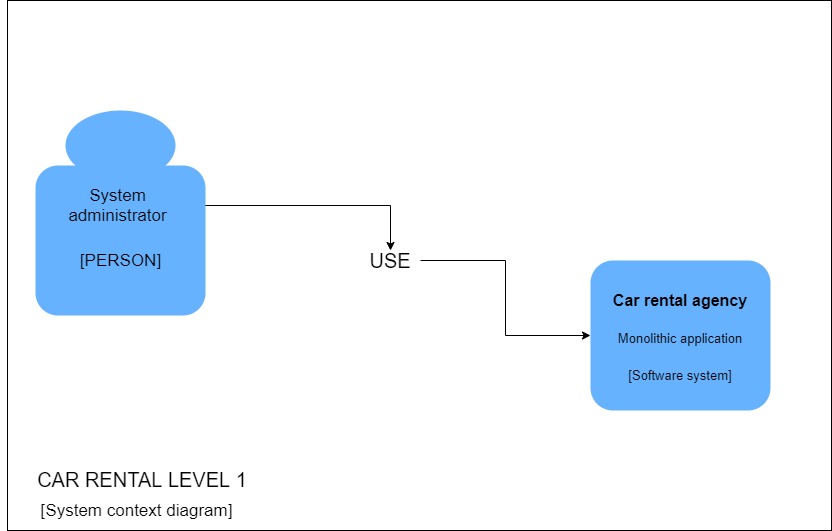 System
administrator
[PERSON]
USE
Car rental agency
Monolithic application
[Software system]
CAR RENTAL LEVEL 1
[System context diagram]